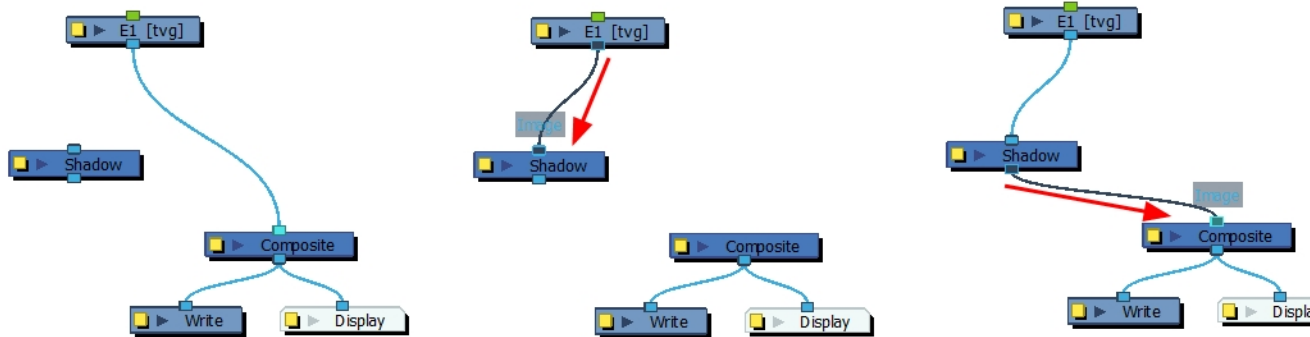 E1 [tvg]
Shadow
Composite
Write
Display
E1 [tvg]
Image
Shadow
Composite
Write
Display
E1 [tvg]
Shadow
Image
Composite
Write
Displa